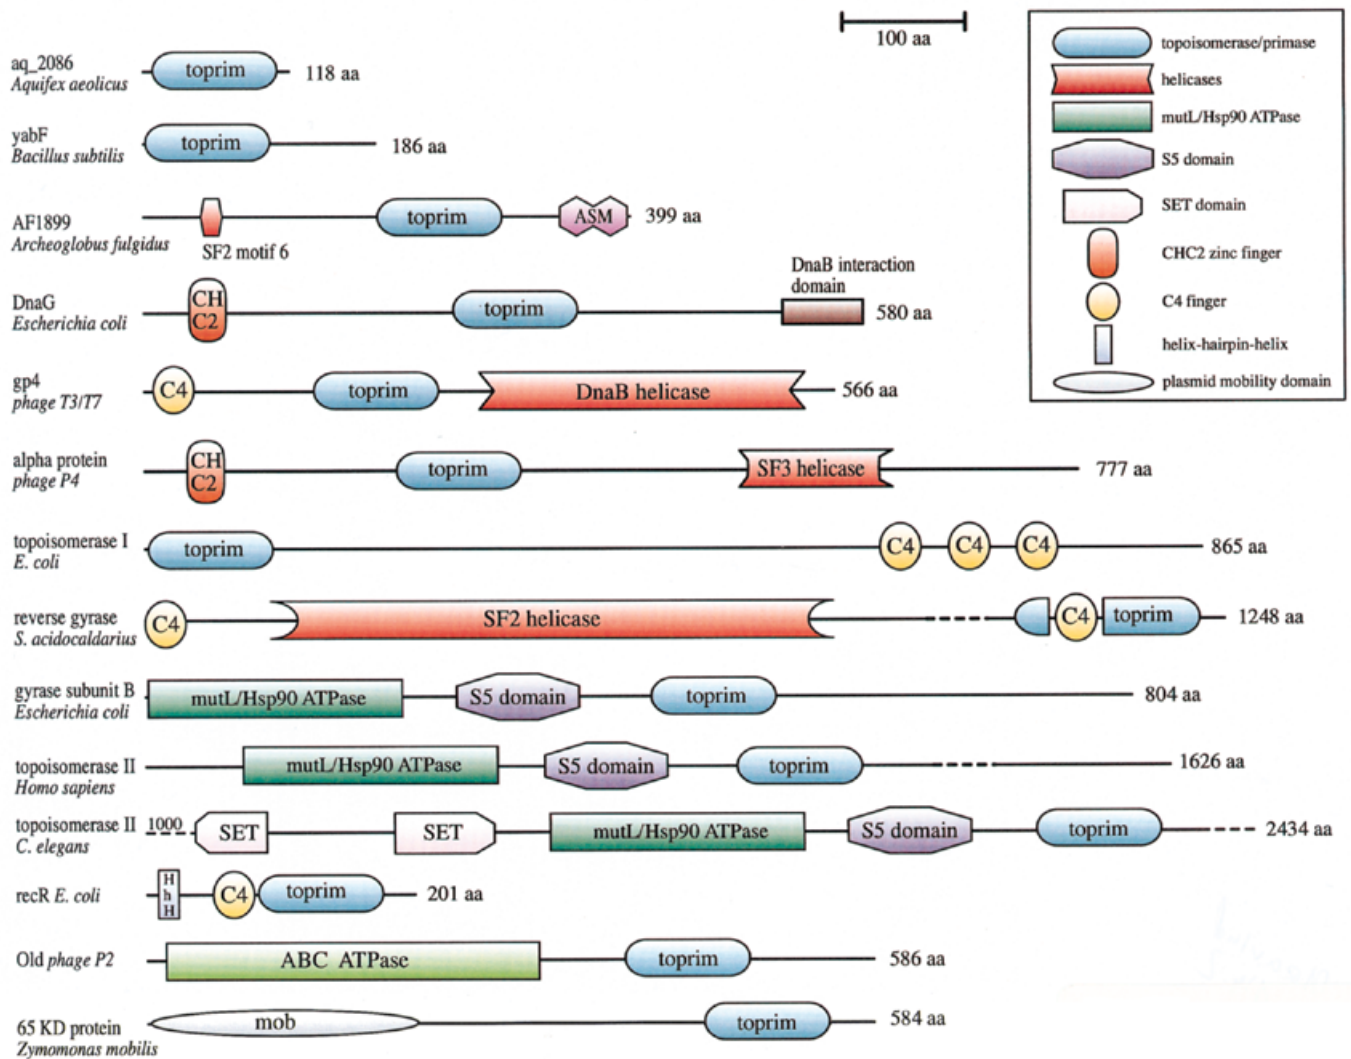 100 aa
topoisomerase/primase
helicases
mutL/Hsp90 ATPase
S5 domain
SET domain
CHC2 zinc finger
C4 finger
helix-hairpin-helix
plasmid mobility domain
aq_2086
Aquifex aeolicus
toprim
118 aa
yabF
Bacillus subtilis
toprim
186 aa
AF1899
Archeoglobus fulgidus
SF2 motif 6
toprim
ASM
399 aa
DnaG
Escherichia coli
CH
C2
toprim
DnaB interaction
domain
580 aa
gp4
phage T3/T7
C4
toprim
DnaB helicase
566 aa
alpha protein
phage P4
CH
C2
toprim
SF3 helicase
777 aa
topoisomerase I
E. coli
toprim
C4
C4
C4
865 aa
reverse gyrase
S. acidocaldarius
C4
SF2 helicase
C4
toprim
1248 aa
gyrase subunit B
Escherichia coli
mutL/Hsp90 ATPase
S5 domain
toprim
804 aa
topoisomerase II
Homo sapiens
mutL/Hsp90 ATPase
S5 domain
toprim
1626 aa
topoisomerase II
C. elegans
1000
SET
SET
mutL/Hsp90 ATPase
S5 domain
toprim
2434 aa
recR E. coli
H
h
H
C4
toprim
201 aa
Old phage P2
ABC ATPase
toprim
586 aa
65 KD protein
Zymomonas mobilis
mob
toprim
584 aa